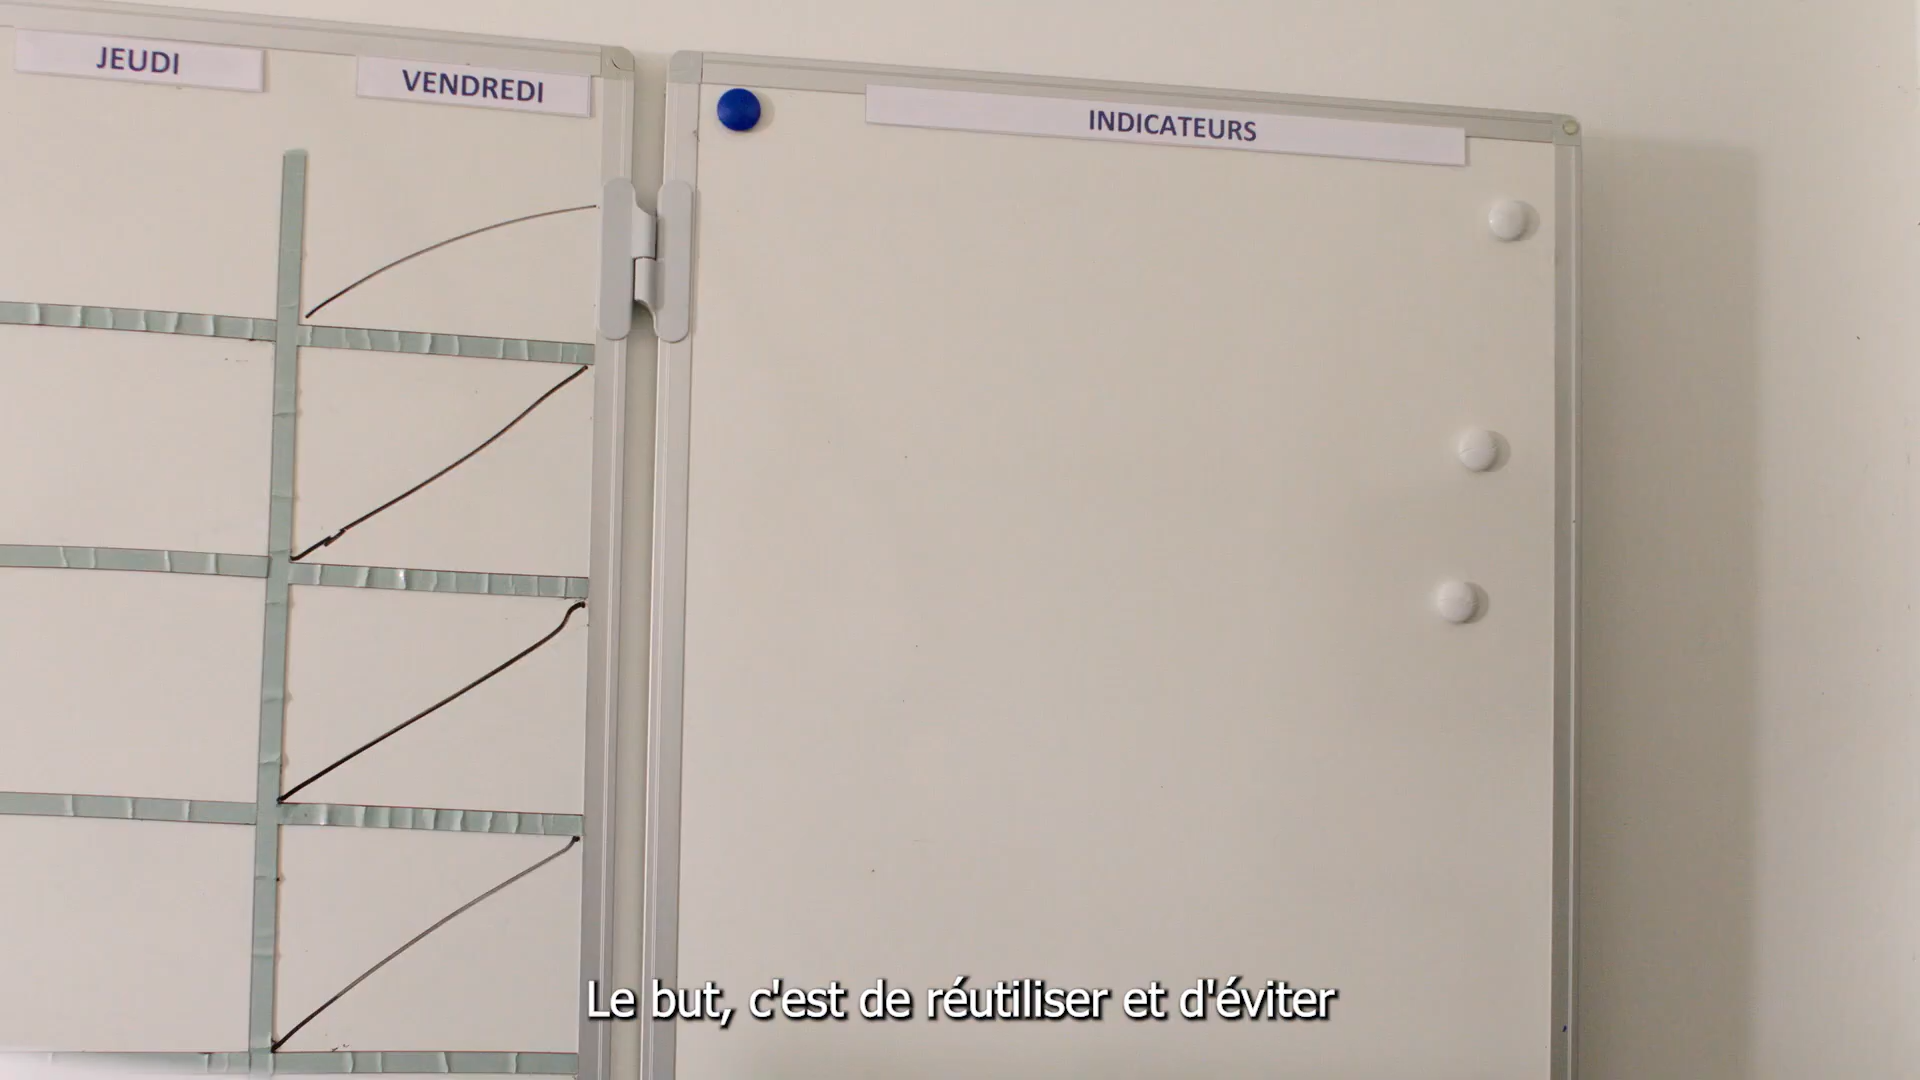 JEUDI
VENDREDI
INDICATEURS
Le but, c'est de réutiliser et d'éviter